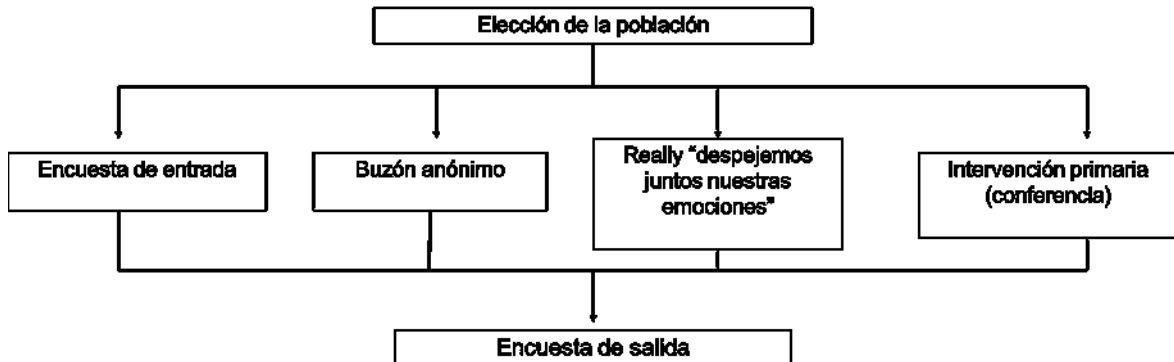 Elección de la población
Encuesta de entrada
Buzón anónimo
Really “despejemos
juntos nuestras
emociones”
Intervención primaria
(conferencia)
Encuesta de salida